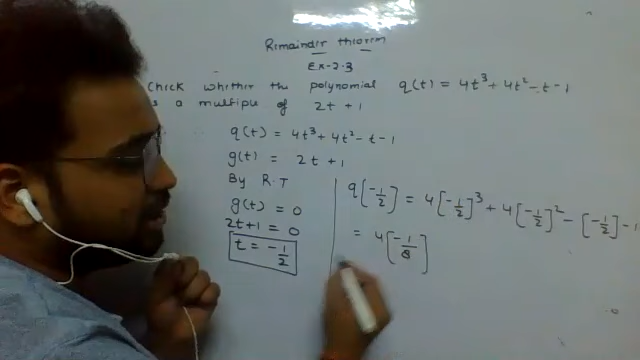 Remainder theorem
Ex-2.3
Check whether the polynomial q(t) = 4t³ + 4t² - t - 1
is a multiple of 2t + 1
q(t) = 4t³ + 4t² - t - 1
g(t) = 2t + 1
By R.T
g(t) = 0
2t + 1 = 0
t = -1/2
q[-1/2] = 4[-1/2]³ + 4[-1/2]² - [-1/2] - 1
= 4[-1/8]